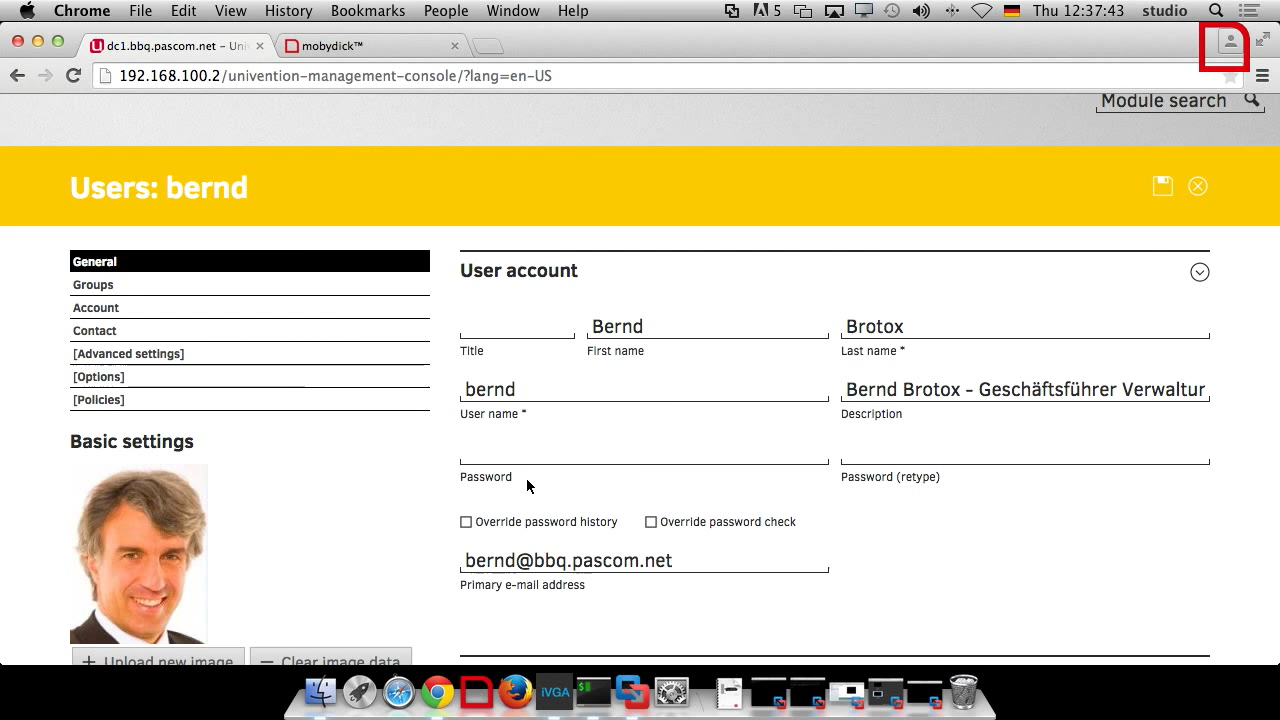 Chrome File Edit View History Bookmarks People Window Help 5 Thu 12:37:43 studio
dc1.bbq.pascom.net – Uni
mobydick™
192.168.100.2/univention-management-console/?lang=en-US
Module search
Users: bernd
General
Groups
Account
Contact
[Advanced settings]
[Options]
[Policies]
Basic settings
Upload new image
Clear image data
User account
Bernd Brotox
Title First name Last name *
bernd Bernd Brotox - Geschäftsführer Verwaltur
User name * Description
Password Password (retype)
Override password history Override password check
bernd@bbq.pascom.net
Primary e-mail address
iVGA